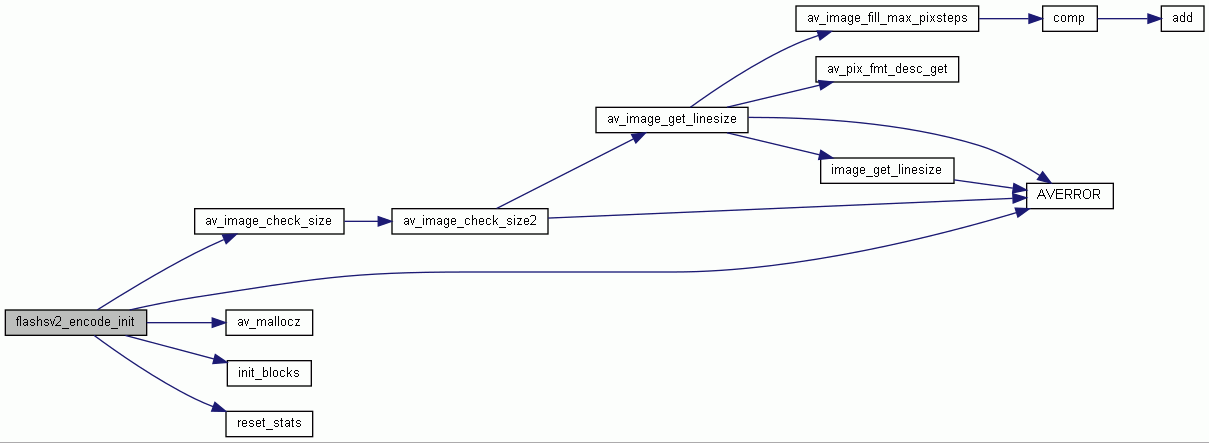 av_image_fill_max_pixsteps
comp
add
av_pix_fmt_desc_get
av_image_get_linesize
image_get_linesize
AVERROR
av_image_check_size
av_image_check_size2
flashsv2_encode_init
av_mallocz
init_blocks
reset_stats